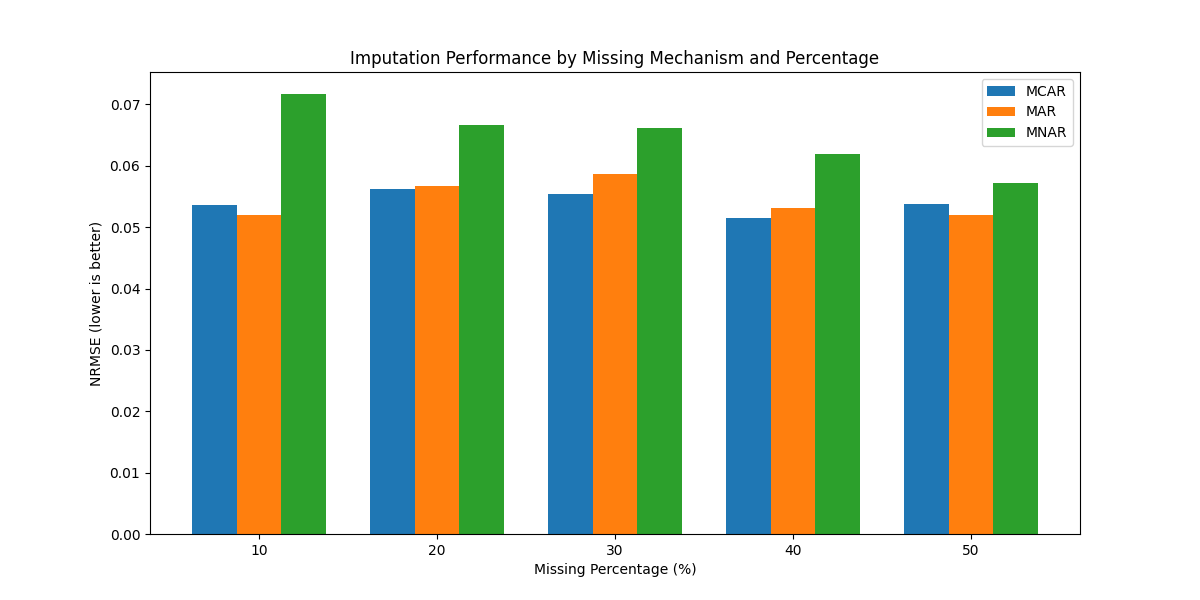 Imputation Performance by Missing Mechanism and Percentage
MCAR
MAR
MNAR
NRMSE (lower is better)
0.07
0.06
0.05
0.04
0.03
0.02
0.01
0.00
10 20 30 40 50
Missing Percentage (%)